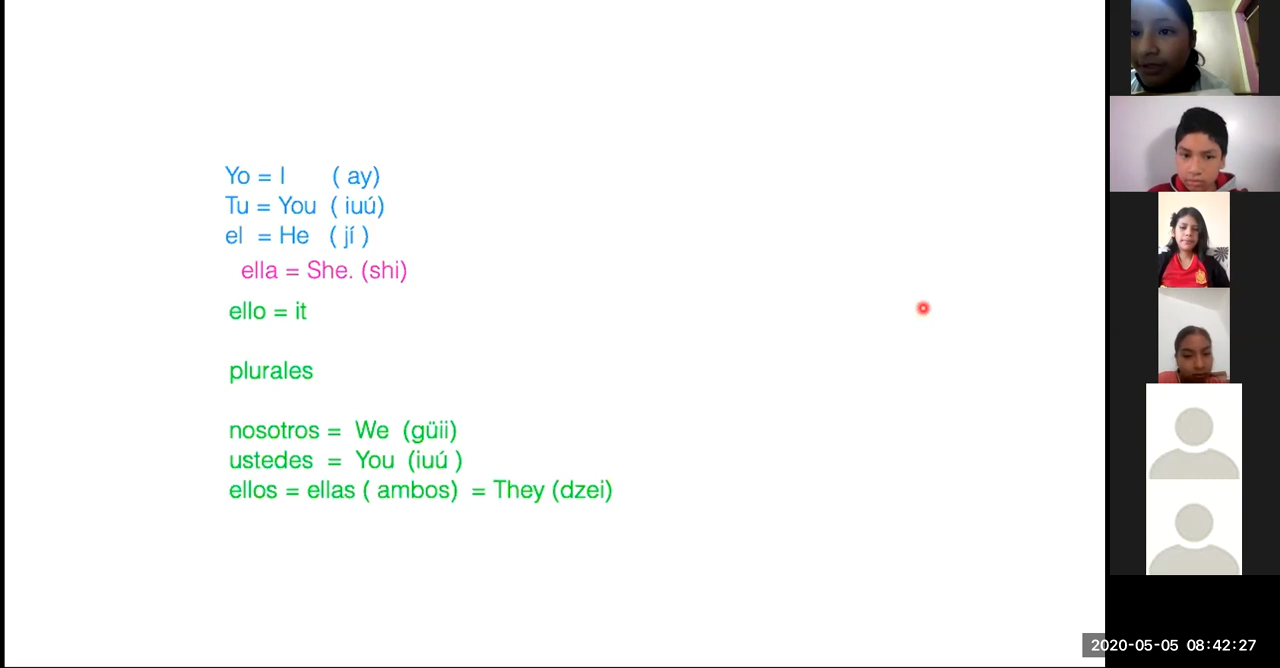 Yo = I ( ay)
Tu = You ( iuú)
el = He ( jí )
ella = She. (shi)
ello = it
plurales
nosotros = We (güii)
ustedes = You (iuú )
ellos = ellas ( ambos) = They (dzei)
2020-05-05 08:42:27